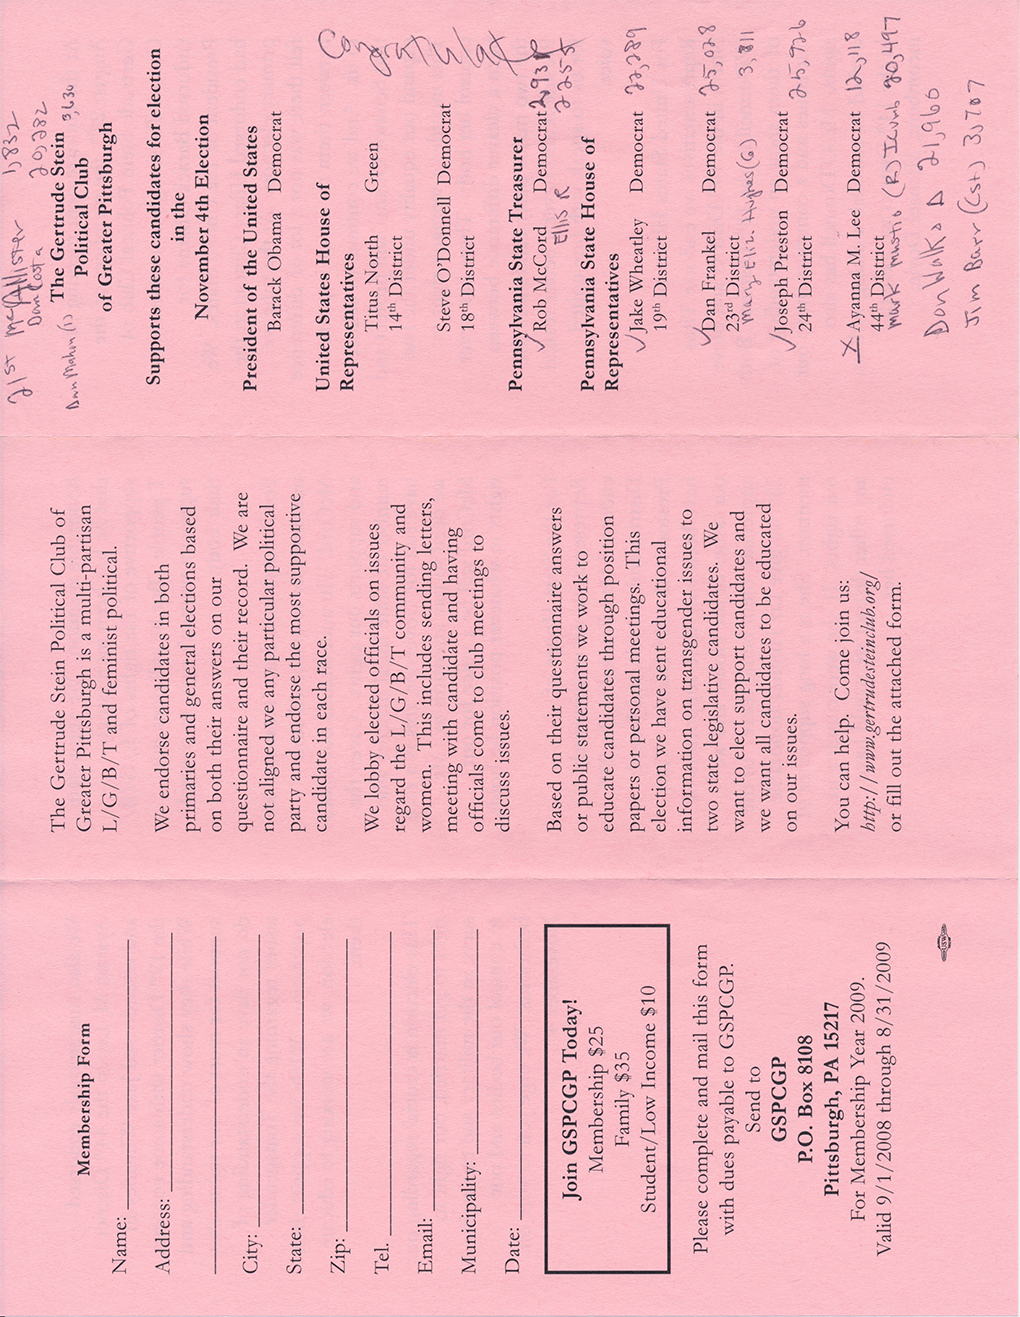 Membership Form
Name:
Address:
City:
State:
Zip:
Tel.
Email:
Municipality:
Date:
Join GSPCGP Today!
Membership $25
Family $35
Student/Low Income $10
Please complete and mail this form
with dues payable to GSPCGP.
Send to
GSPCGP
P.O. Box 8108
Pittsburgh, PA 15217
For Membership Year 2009.
Valid 9/1/2008 through 8/31/2009
The Gertrude Stein Political Club of
Greater Pittsburgh is a multi-partisan
L/G/B/T and feminist political.
We endorse candidates in both
primaries and general elections based
on both their answers on our
questionnaire and their record. We are
not aligned we any particular political
party and endorse the most supportive
candidate in each race.
We lobby elected officials on issues
regard the L/G/B/T community and
women. This includes sending letters,
meeting with candidate and having
officials come to club meetings to
discuss issues.
Based on their questionnaire answers
or public statements we work to
educate candidates through position
papers or personal meetings. This
election we have sent educational
information on transgender issues to
two state legislative candidates. We
want to elect support candidates and
we want all candidates to be educated
on our issues.
You can help. Come join us:
http://www.gertrudesteinclub.org/
or fill out the attached form.
21st McAllister 1,832
Dom Costa 20,282
The Gertrude Stein
Dan 3,630
Political Club
of Greater Pittsburgh
Supports these candidates for election
in the
November 4th Election
President of the United States
Barack Obama Democrat
United States House of
Representatives
Congratulate
Titus North Green
14th District
Steve O'Donnell Democrat
18th District
Pennsylvania State Treasurer
✓ Rob McCord Democrat
Ellis R 2255
Pennsylvania State House of
Representatives
✓ Jake Wheatley Democrat 22,289
19th District
✓ Dan Frankel Democrat 25,028
23rd District
Mary Eliz. Hughes (G) 3,811
✓ Joseph Preston Democrat 25,926
24th District
X Ayanna M. Lee Democrat 12,118
44th District
Mark Mustio (R) 20,497
Don Walko D 21,960
Jim Barr (Cst) 3,707
USW